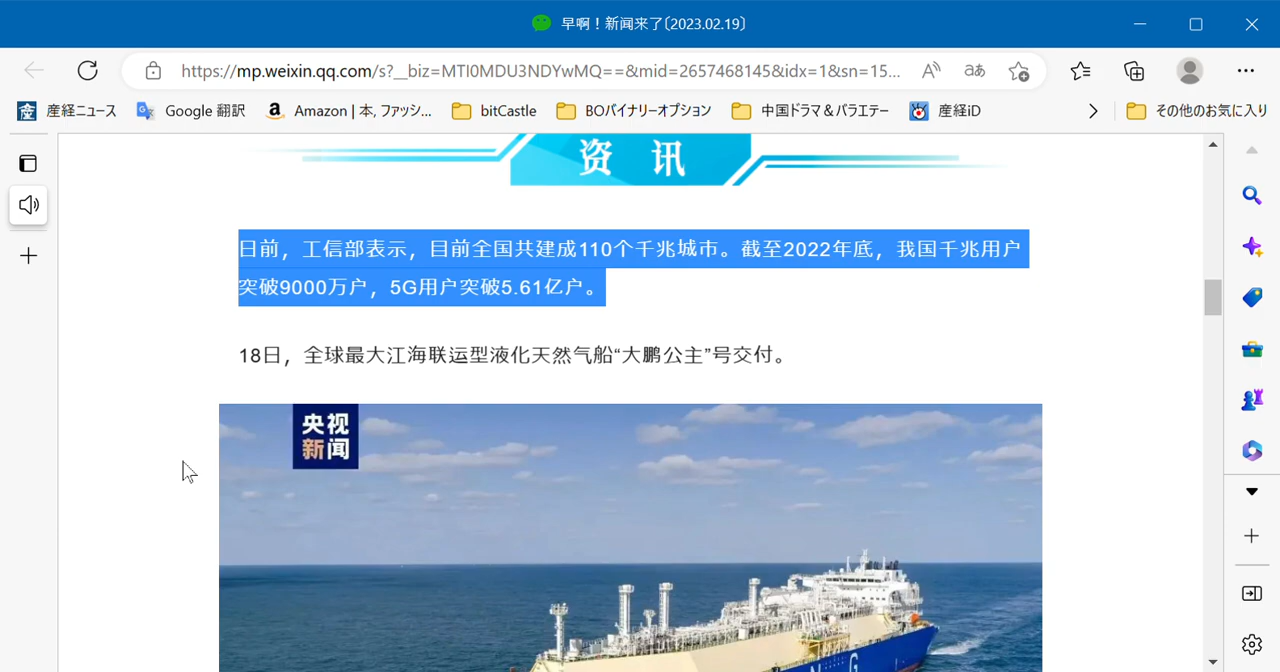 早啊！新闻来了〔2023.02.19〕
https://mp.weixin.qq.com/s?__biz=MTI0MDU3NDYwMQ==&mid=2657468145&idx=1&sn=15...
あぁ
産経ニュース
Google 翻訳
Amazon | 本, ファッシ...
bitCastle
BOバイナリーオプション
中国ドラマ＆バラエテー
産経iD
その他のお気に入り
资 讯
日前，工信部表示，目前全国共建成110个千兆城市。截至2022年底，我国千兆用户
突破9000万户，5G用户突破5.61亿户。
18日，全球最大江海联运型液化天然气船“大鹏公主”号交付。
央视
新闻
N G